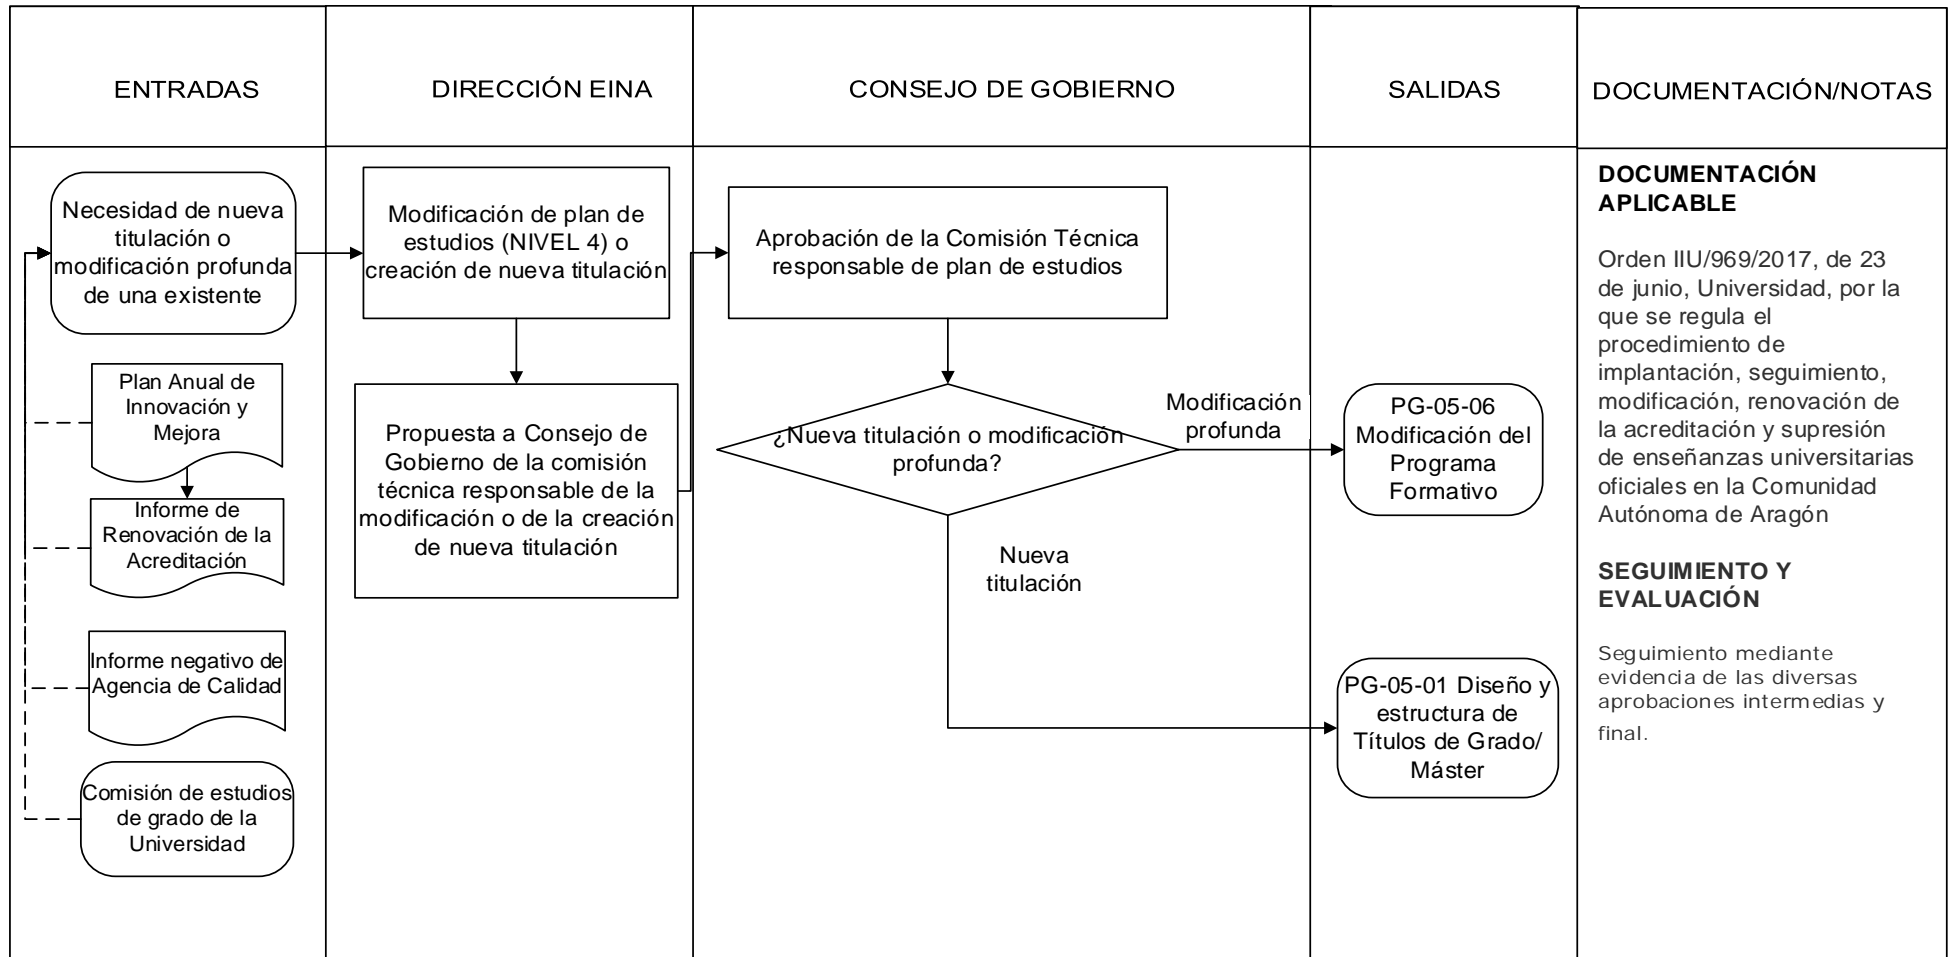 ENTRADAS
DIRECCIÓN EINA
CONSEJO DE GOBIERNO
SALIDAS
DOCUMENTACIÓN/NOTAS
Necesidad de nueva
titulación o
modificación profunda
de una existente
Plan Anual de
Innovación y
Mejora
Informe de
Renovación de la
Acreditación
Informe negativo de
Agencia de Calidad
Comisión de estudios
de grado de la
Universidad
Modificación de plan de
estudios (NIVEL 4) o
creación de nueva titulación
Propuesta a Consejo de
Gobierno de la comisión
técnica responsable de la
modificación o de la creación
de nueva titulación
Aprobación de la Comisión Técnica
responsable de plan de estudios
¿Nueva titulación o modificación
profunda?
Modificación
profunda
Nueva
titulación
PG-05-06
Modificación del
Programa
Formativo
PG-05-01 Diseño y
estructura de
Títulos de Grado/
Máster
DOCUMENTACIÓN
APLICABLE
Orden IIU/969/2017, de 23
de junio, Universidad, por la
que se regula el
procedimiento de
implantación, seguimiento,
modificación, renovación de
la acreditación y supresión
de enseñanzas universitarias
oficiales en la Comunidad
Autónoma de Aragón
SEGUIMIENTO Y
EVALUACIÓN
Seguimiento mediante
evidencia de las diversas
aprobaciones intermedias y
final.